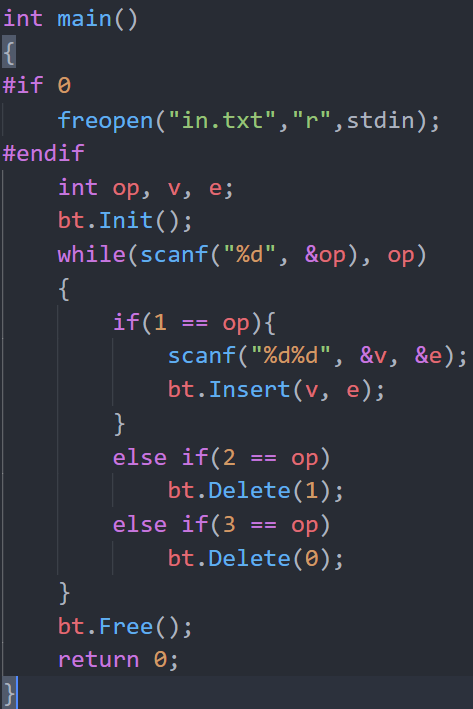 int main()
{
#if 0
    freopen("in.txt","r",stdin);
#endif
    int op, v, e;
    bt.Init();
    while(scanf("%d", &op), op)
    {
        if(1 == op){
            scanf("%d%d", &v, &e);
            bt.Insert(v, e);
        }
        else if(2 == op)
            bt.Delete(1);
        else if(3 == op)
            bt.Delete(0);
    }
    bt.Free();
    return 0;
}